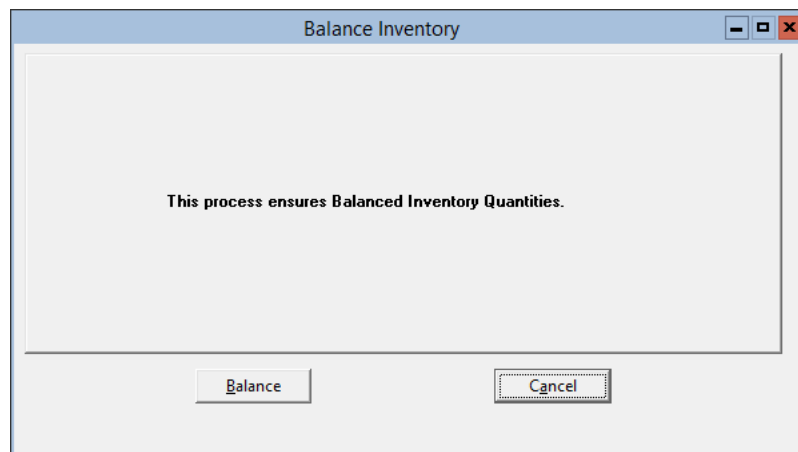 Balance Inventory
This process ensures Balanced Inventory Quantities.
Balance
Cancel